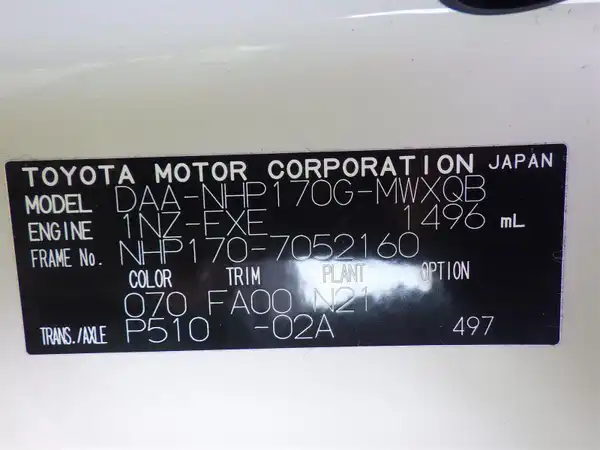 TOYOTA MOTOR CORPORATION JAPAN
MODEL DAA-NHP170G-MWXQB
ENGINE 1NZ-FXE 1496 mL
FRAME No. NHP170-7052160
COLOR TRIM PLANT OPTION
070 FA00 N21
TRANS./AXLE P510 -02A 497